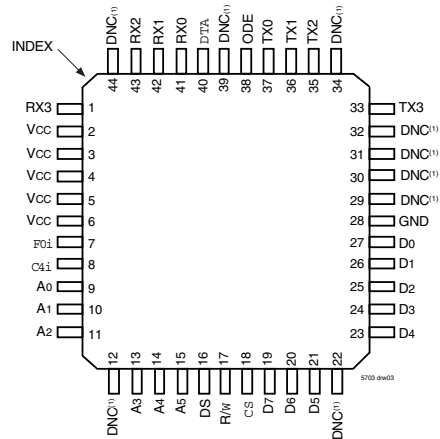 INDEX
DNC(1) RX2 RX1 RX0 DTA DNC(1) ODE TX0 TX1 TX2 DNC(1)
44 43 42 41 40 39 38 37 36 35 34
RX3 1 33 TX3
VCC 2 32 DNC(1)
VCC 3 31 DNC(1)
VCC 4 30 DNC(1)
VCC 5 29 DNC(1)
VCC 6 28 GND
F0i 7 27 D0
C4i 8 26 D1
A0 9 25 D2
A1 10 24 D3
A2 11 23 D4
12 13 14 15 16 17 18 19 20 21 22
DNC(1) A3 A4 A5 DS R/W CS D7 D6 D5 DNC(1)
5703 drw03